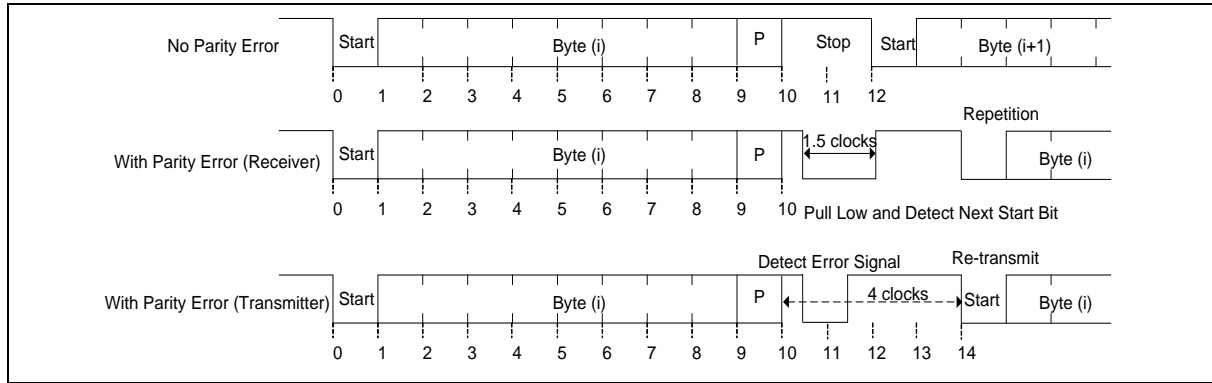 No Parity Error Start Byte (i) P Stop Start Byte (i+1)
0 1 2 3 4 5 6 7 8 9 10 11 12
Repetition
With Parity Error (Receiver) Start Byte (i) P 1.5 clocks Byte (i)
0 1 2 3 4 5 6 7 8 9 10 Pull Low and Detect Next Start Bit
Detect Error Signal Re-transmit
With Parity Error (Transmitter) Start Byte (i) P 4 clocks Start Byte (i)
0 1 2 3 4 5 6 7 8 9 10 11 12 13 14